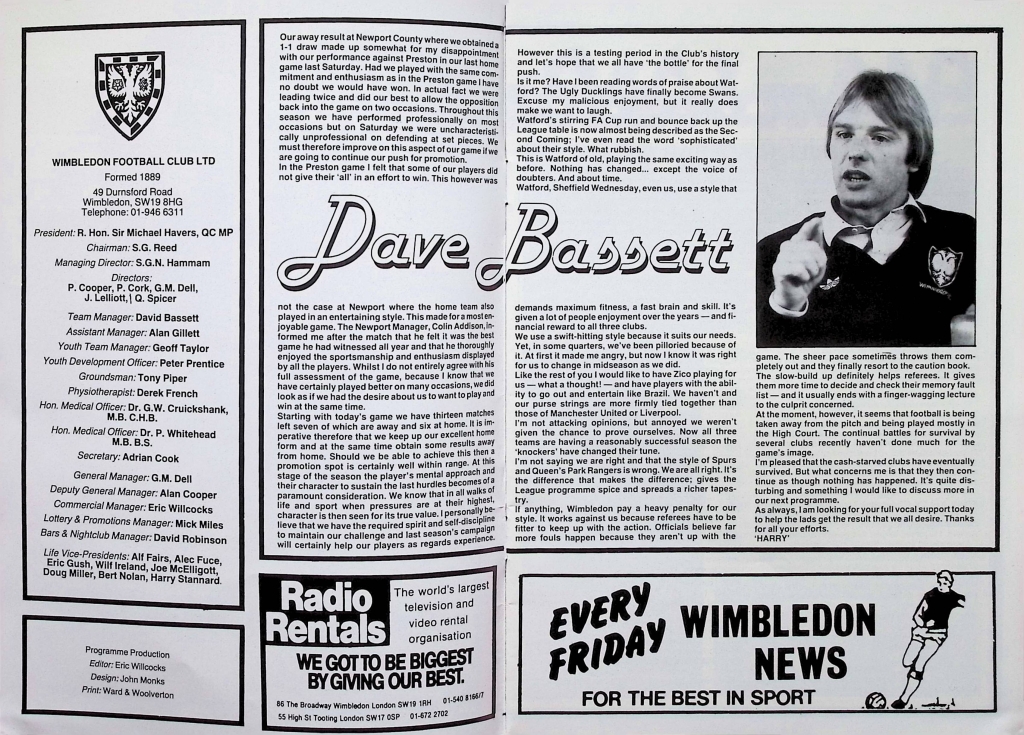 WIMBLEDON FOOTBALL CLUB LTD
Formed 1889
49 Durnsford Road
Wimbledon, SW19 8HG
Telephone: 01-946 6311
President: R. Hon. Sir Michael Havers, QC MP
Chairman: S.G. Reed
Managing Director: S.G.N. Hammam
Directors:
P. Cooper, P. Cork, G.M. Dell,
J. Lelliott, Q. Spicer
Team Manager: David Bassett
Assistant Manager: Alan Gillett
Youth Team Manager: Geoff Taylor
Youth Development Officer: Peter Prentice
Groundsman: Tony Piper
Physiotherapist: Derek French
Hon. Medical Officer: Dr. G.W. Cruickshank,
M.B. C.H.B.
Hon. Medical Officer: Dr. P. Whitehead
M.B. B.S.
Secretary: Adrian Cook
General Manager: G.M. Dell
Deputy General Manager: Alan Cooper
Commercial Manager: Eric Willcocks
Lottery & Promotions Manager: Mick Miles
Bars & Nightclub Manager: David Robinson
Life Vice-Presidents: Alf Fairs, Alec Fuce,
Eric Gush, Wilf Ireland, Joe McElligott,
Doug Miller, Bert Nolan, Harry Stannard.
Programme Production
Editor: Eric Willcocks
Design: John Monks
Print: Ward & Woolverton
Our away result at Newport County where we obtained a
1-1 draw made up somewhat for my disappointment
with our performance against Preston in our last home
game last Saturday. Had we played with the same com-
mitment and enthusiasm as in the Preston game I have
no doubt we would have won. In actual fact we were
leading twice and did our best to allow the opposition
back into the game on two occasions. Throughout this
season we have performed professionally on most
occasions but on Saturday we were uncharacteristi-
cally unprofessional on defending at set pieces. We
must therefore improve on this aspect of our game if we
are going to continue our push for promotion.
In the Preston game I felt that some of our players did
not give their 'all' in an effort to win. This however was
Dave Bassett
not the case at Newport where the home team also
played in an entertaining style. This made for a most en-
joyable game. The Newport Manager, Colin Addison, in-
formed me after the match that he felt it was the best
game he had witnessed all year and that he thoroughly
enjoyed the sportsmanship and enthusiasm displayed
by all the players. Whilst I do not entirely agree with his
full assessment of the game, because I know that we
have certainly played better on many occasions, we did
look as if we had the desire about us to want to play and
win at the same time.
Starting with today's game we have thirteen matches
left seven of which are away and six at home. It is im-
perative therefore that we keep up our excellent home
form and at the same time obtain some results away
from home. Should we be able to achieve this then a
promotion spot is certainly well within range. At this
stage of the season the player's mental approach and
their character to sustain the last hurdles becomes of a
paramount consideration. We know that in all walks of
life and sport when pressures are at their highest,
character is then seen for its true value. I personally be-
lieve that we have the required spirit and self-discipline
to maintain our challenge and last season's campaign
will certainly help our players as regards experience.
However this is a testing period in the Club's history
and let's hope that we all have 'the bottle' for the final
push.
Is it me? Have I been reading words of praise about Wat-
ford? The Ugly Ducklings have finally become Swans.
Excuse my malicious enjoyment, but it really does
make me want to laugh.
Watford's stirring FA Cup run and bounce back up the
League table is now almost being described as the Sec-
ond Coming; I've even read the word 'sophisticated'
about their style. What rubbish.
This is Watford of old, playing the same exciting way as
before. Nothing has changed... except the voice of
doubters. And about time.
Watford, Sheffield Wednesday, even us, use a style that
demands maximum fitness, a fast brain and skill. It's
given a lot of people enjoyment over the years — and fi-
nancial reward to all three clubs.
We use a swift-hitting style because it suits our needs.
Yet, in some quarters, we've been pilloried because of
it. At first it made me angry, but now I know it was right
for us to change in midseason as we did.
Like the rest of you I would like to have Zico playing for
us — what a thought! — and have players with the abil-
ity to go out and entertain like Brazil. We haven't and
our purse strings are more firmly tied together than
those of Manchester United or Liverpool.
I'm not attacking opinions, but annoyed we weren't
given the chance to prove ourselves. Now all three
teams are having a reasonably successful season the
'knockers' have changed their tune.
I'm not saying we are right and that the style of Spurs
and Queen's Park Rangers is wrong. We are all right. It's
the difference that makes the difference; gives the
League programme spice and spreads a richer tapes-
try.
If anything, Wimbledon pay a heavy penalty for our
style. It works against us because referees have to be
fitter to keep up with the action. Officials believe far
more fouls happen because they aren't up with the
game. The sheer pace sometimes throws them com-
pletely out and they finally resort to the caution book.
The slow-build up definitely helps referees. It gives
them more time to decide and check their memory fault
list — and it usually ends with a finger-wagging lecture
to the culprit concerned.
At the moment, however, it seems that football is being
taken away from the pitch and being played mostly in
the High Court. The continual battles for survival by
several clubs recently haven't done much for the
game's image.
I'm pleased that the cash-starved clubs have eventually
survived. But what concerns me is that they then con-
tinue as though nothing has happened. It's quite dis-
turbing and something I would like to discuss more in
our next programme.
As always, I am looking for your full vocal support today
to help the lads get the result that we all desire. Thanks
for all your efforts.
'HARRY'
Radio
Rentals
The world's largest
television and
video rental
organisation
WE GOT TO BE BIGGEST
BY GIVING OUR BEST.
86 The Broadway Wimbledon London SW19 1RH 01-540 8166/7
55 High St Tooting London SW17 0SP 01-672 2702
EVERY
FRIDAY
WIMBLEDON
NEWS
FOR THE BEST IN SPORT